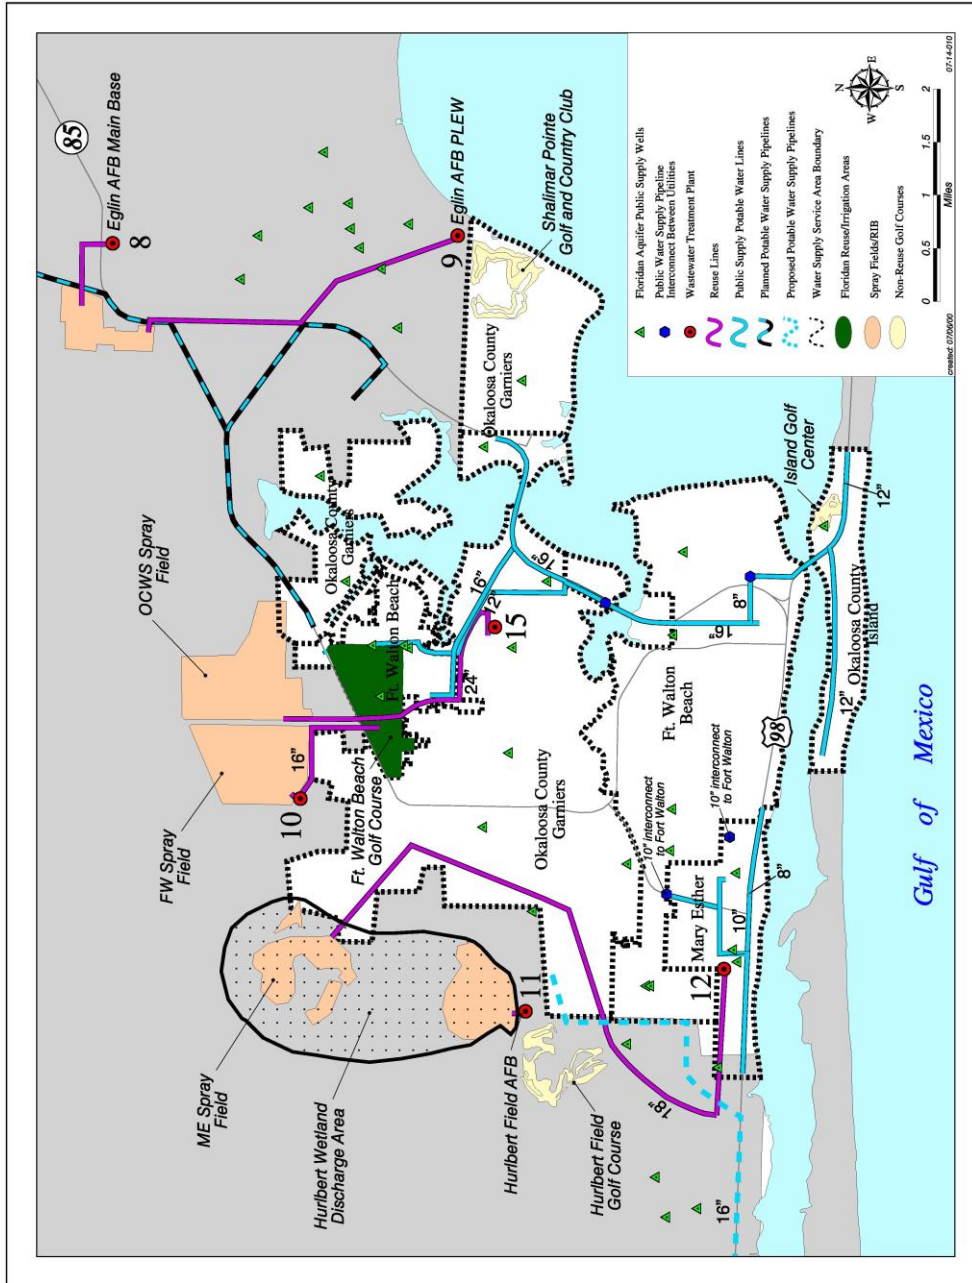 85
Eglin AFB Main Base
8
Eglin AFB PLEW
9
Shalimar Pointe
Golf and Country Club
OCWS Spray
Field
FW Spray
Field
16"
10
Ft. Walton Beach
Golf Course
Okaloosa County
Garniers
Ft. Walton Beach
24"
12"
16"
15
Okaloosa County
Garniers
16"
16"
8"
Island Golf
Center
12"
12"
Okaloosa County
Island
Ft. Walton
Beach
98
Okaloosa County
Garniers
10" interconnect
to Fort Walton
10" interconnect
to Fort Walton
Mary Esther
10"
8"
12
ME Spray
Field
Hurlbert Wetland
Discharge Area
11
Hurlbert Field AFB
Hurlbert Field
Golf Course
18"
16"
Gulf of Mexico
Floridan Aquifer Public Supply Wells
Public Water Supply Pipeline
Interconnect Between Utilities
Wastewater Treatment Plant
Reuse Lines
Public Supply Potable Water Lines
Planned Potable Water Supply Pipelines
Proposed Potable Water Supply Pipelines
Water Supply Service Area Boundary
Floridan Reuse/Irrigation Areas
Spray Fields/RIB
Non-Reuse Golf Courses
N
W E
S
0 0.5 1 1.5 2
Miles
created: 07/06/00
07-14-010